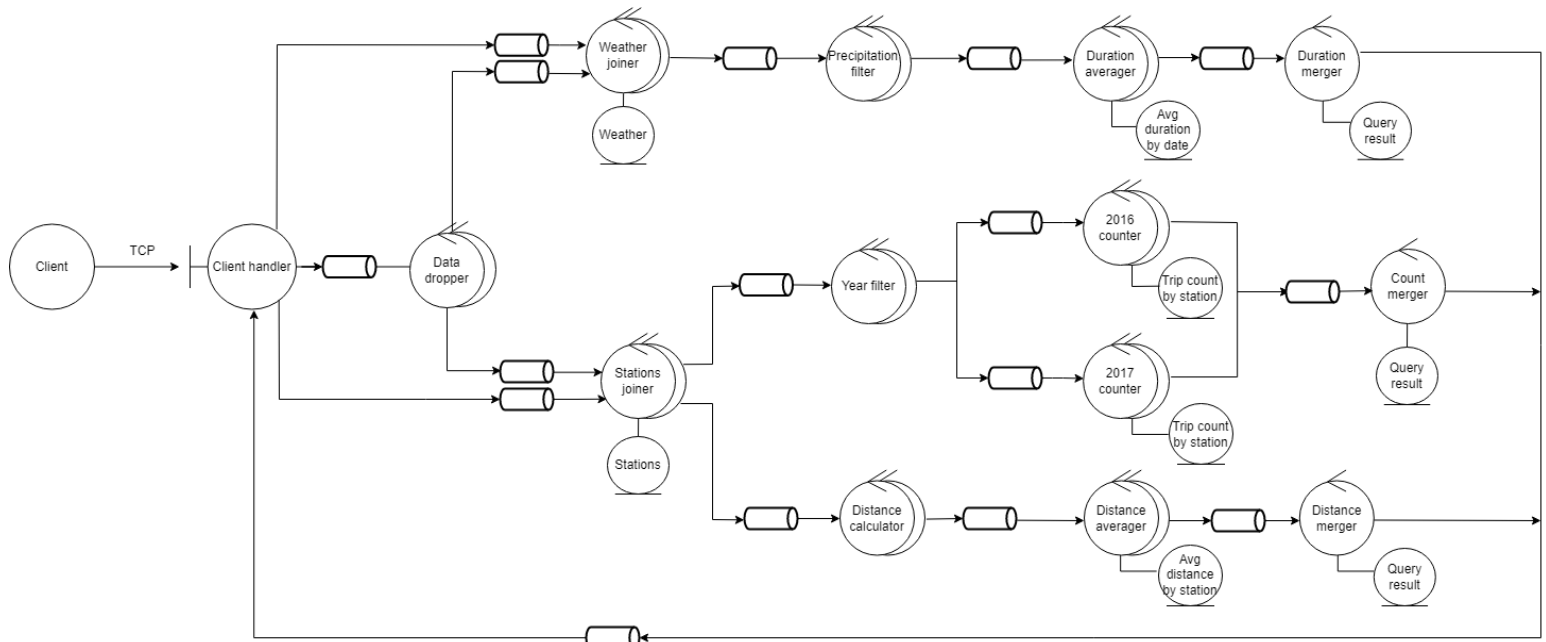 Weather
joiner
Precipitation
filter
Duration
averager
Duration
merger
Weather
Avg
duration
by date
Query
result
TCP
Client
Client handler
Data
dropper
2016
counter
Year filter
Trip count
by station
Count
merger
Stations
joiner
2017
counter
Query
result
Trip count
by station
Stations
Distance
calculator
Distance
averager
Distance
merger
Avg
distance
by station
Query
result